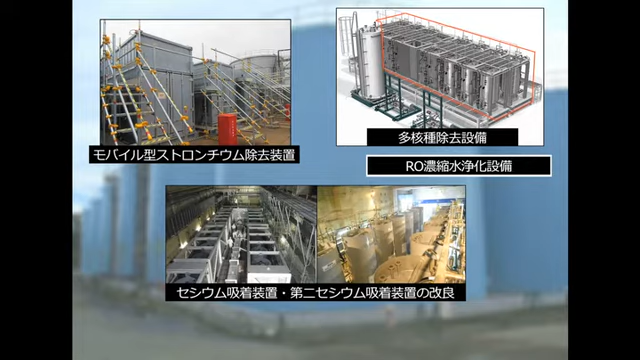 モバイル型ストロンチウム除去装置
多核種除去設備
RO濃縮水浄化設備
セシウム吸着装置・第二セシウム吸着装置の改良